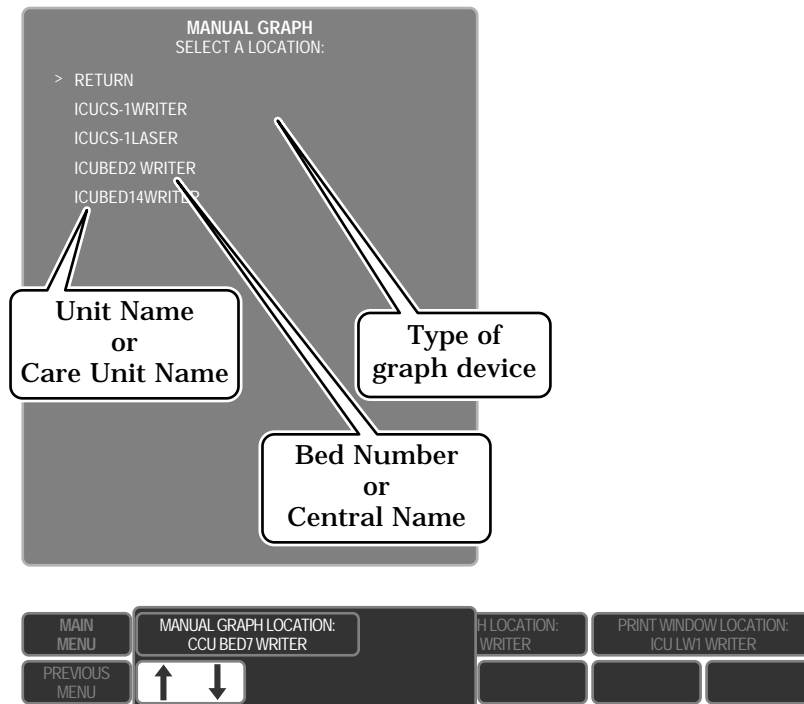 MANUAL GRAPH
SELECT A LOCATION:
> RETURN
ICUCS-1WRITER
ICUCS-1LASER
ICUBED2 WRITER
ICUBED14WRITER
Unit Name
or
Care Unit Name
Type of
graph device
Bed Number
or
Central Name
MAIN
MENU
MANUAL GRAPH LOCATION:
CCU BED7 WRITER
H LOCATION:
WRITER
PRINT WINDOW LOCATION:
ICU LW1 WRITER
PREVIOUS
MENU